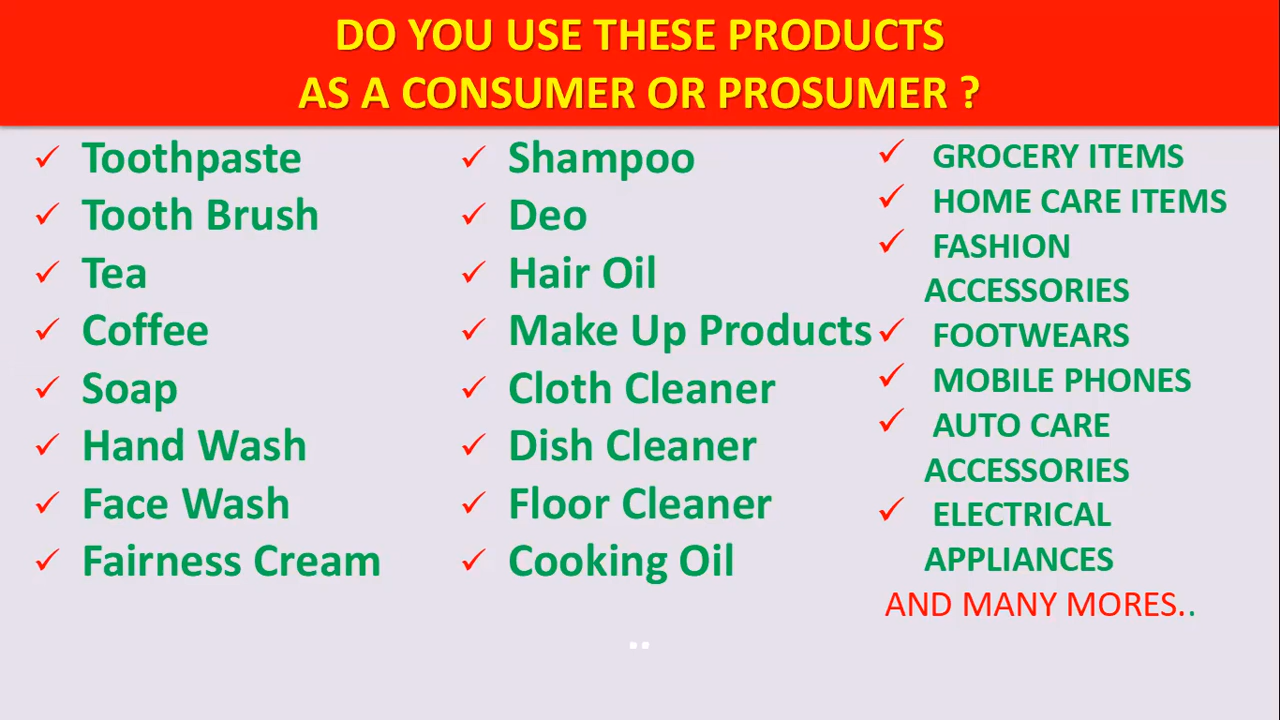 DO YOU USE THESE PRODUCTS
AS A CONSUMER OR PROSUMER ?
✓ Toothpaste
✓ Tooth Brush
✓ Tea
✓ Coffee
✓ Soap
✓ Hand Wash
✓ Face Wash
✓ Fairness Cream
✓ Shampoo
✓ Deo
✓ Hair Oil
✓ Make Up Products
✓ Cloth Cleaner
✓ Dish Cleaner
✓ Floor Cleaner
✓ Cooking Oil
✓ GROCERY ITEMS
✓ HOME CARE ITEMS
✓ FASHION
ACCESSORIES
✓ FOOTWEARS
✓ MOBILE PHONES
✓ AUTO CARE
ACCESSORIES
✓ ELECTRICAL
APPLIANCES
AND MANY MORES..
..